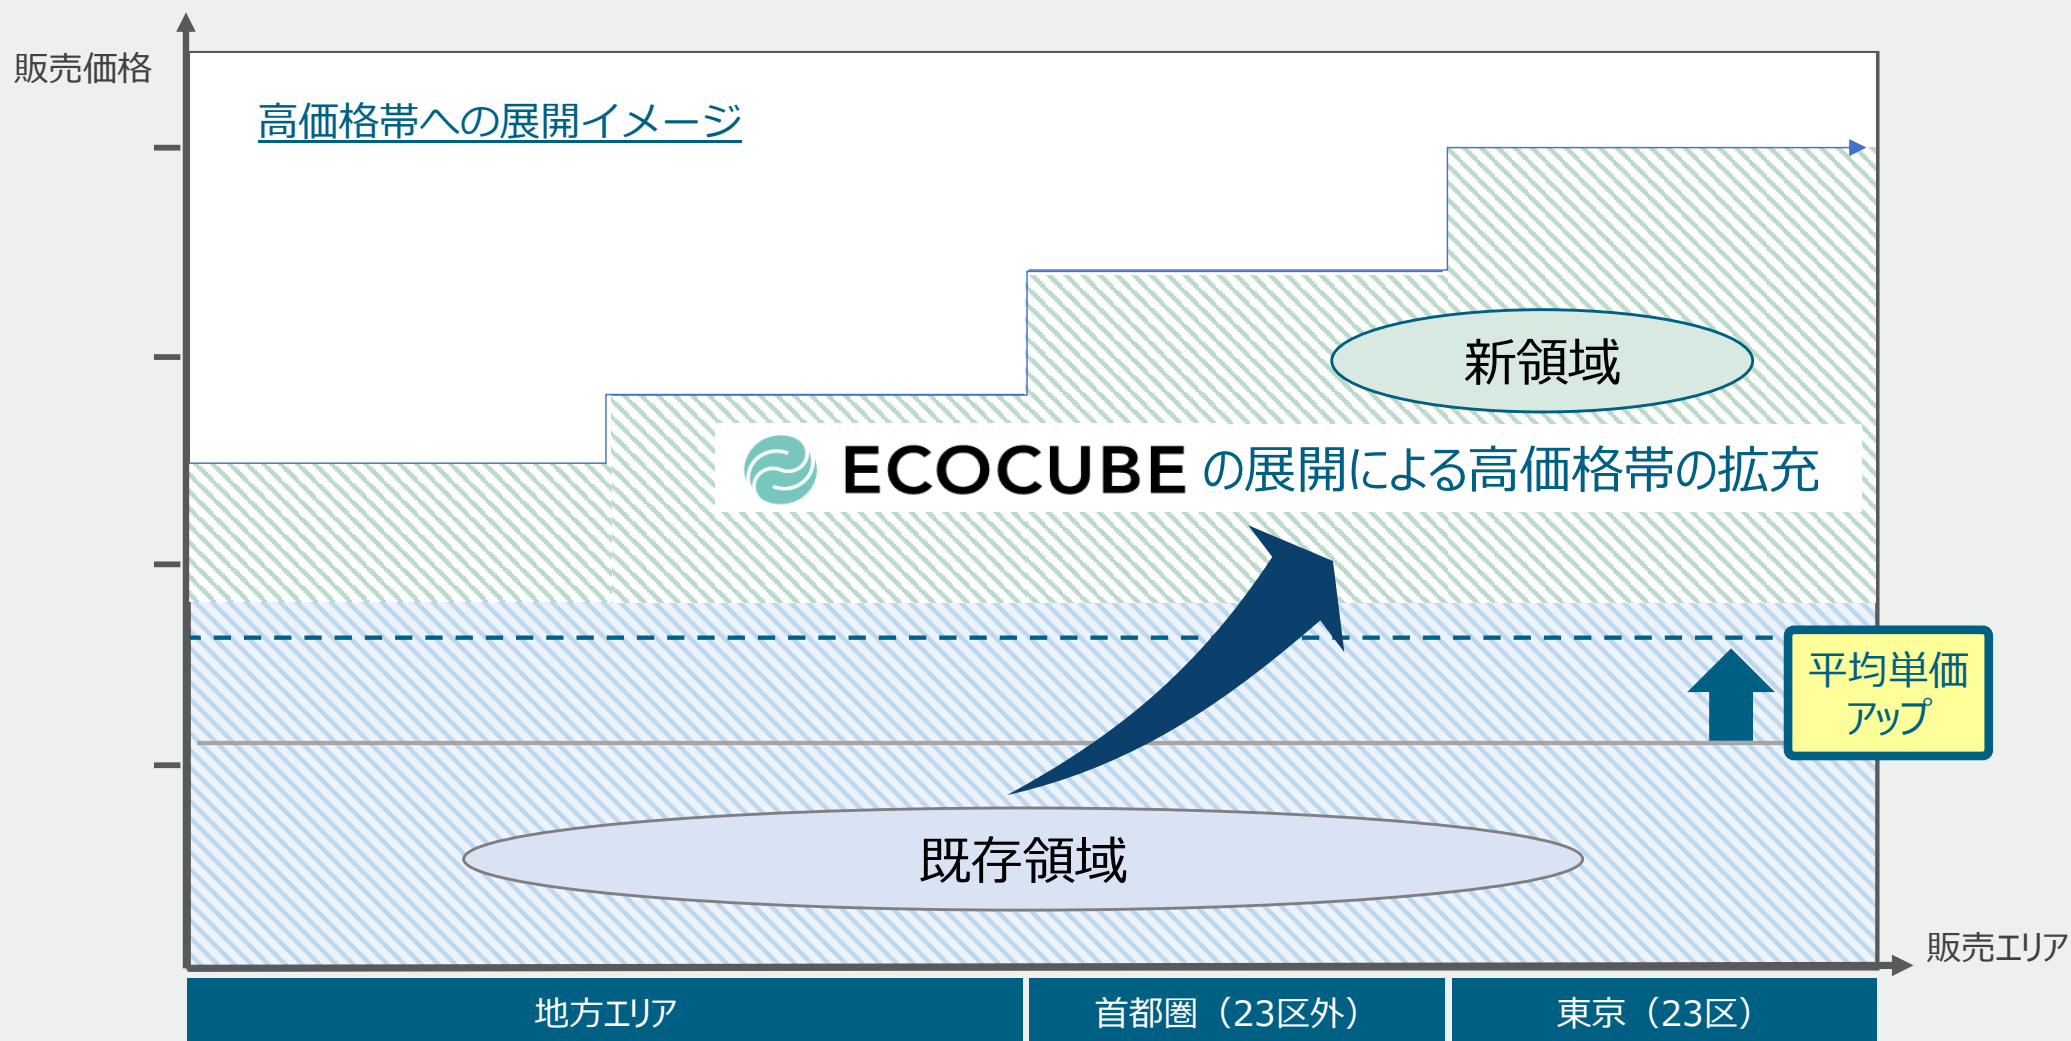 販売価格
高価格帯への展開イメージ
新領域
ECOCUBE の展開による高価格帯の拡充
平均単価
アップ
既存領域
販売エリア
地方エリア
首都圏（23区外）
東京（23区）